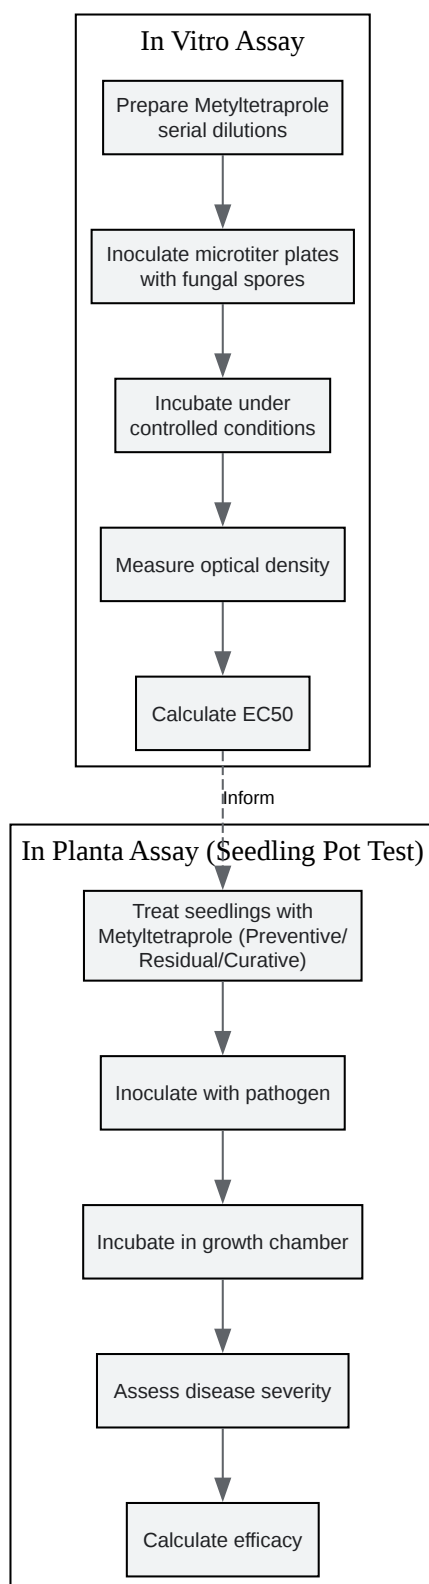 In Vitro Assay
Prepare Metyltetraprole
serial dilutions
Inoculate microtiter plates
with fungal spores
Incubate under
controlled conditions
Measure optical density
Calculate EC50
Inform
In Planta Assay (Seedling Pot Test)
Treat seedlings with
Metyltetraprole (Preventive/
Residual/Curative)
Inoculate with pathogen
Incubate in growth chamber
Assess disease severity
Calculate efficacy